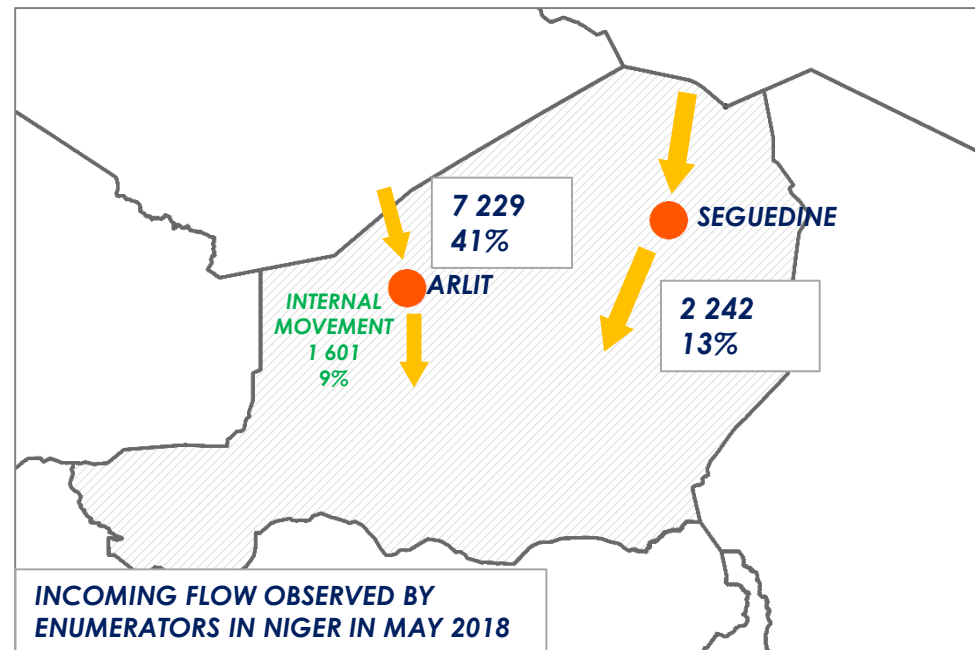 7 229
41%
SEGUEDINE
ARLIT
INTERNAL
MOVEMENT
1 601
9%
2 242
13%
INCOMING FLOW OBSERVED BY
ENUMERATORS IN NIGER IN MAY 2018